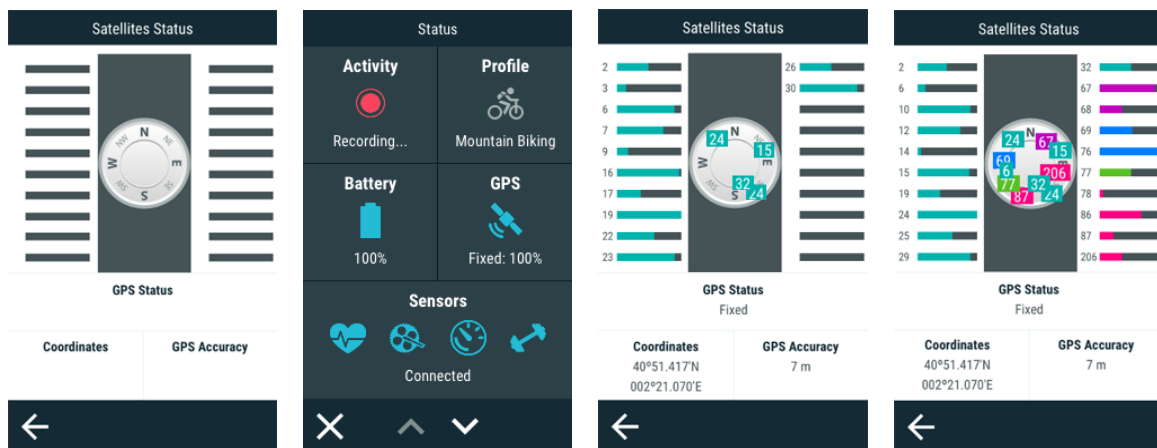 Satellites Status
N
NE
E
SE
S
SW
W
NW
GPS Status
Coordinates
GPS Accuracy
Status
Activity
Profile
Recording...
Mountain Biking
Battery
GPS
100%
Fixed: 100%
Sensors
Connected
Satellites Status
2
3
6
7
9
16
17
19
22
23
26
30
N
24
15
32
24
S
W
NW
SW
GPS Status
Fixed
Coordinates
GPS Accuracy
40º51.417'N
7 m
002º21.070'E
Satellites Status
2
6
10
12
14
15
19
24
25
29
32
67
68
69
76
77
78
86
87
206
N
24
67
15
69
6
206
77
32
24
87
GPS Status
Fixed
Coordinates
GPS Accuracy
40º51.417'N
7 m
002º21.070'E